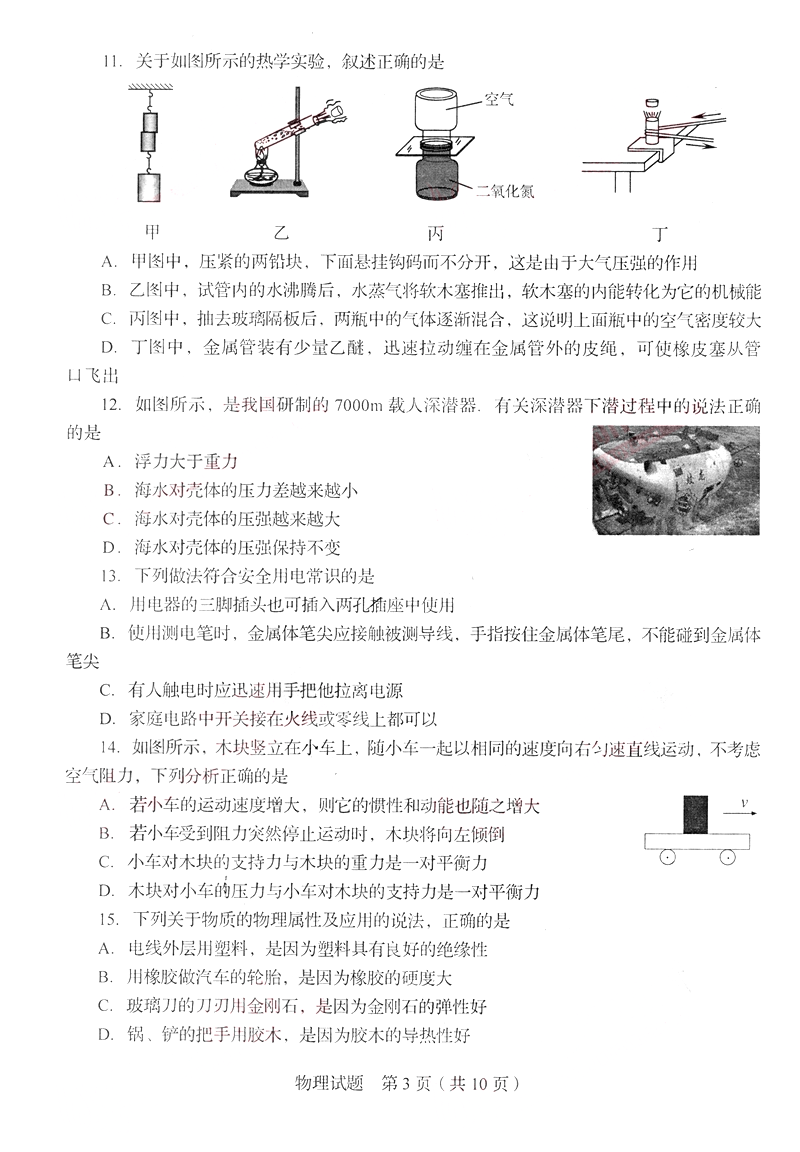 11. 关于如图所示的热学实验，叙述正确的是
空气
二氧化氮
甲 乙 丙 丁
A. 甲图中，压紧的两铅块，下面悬挂钩码而不分开，这是由于大气压强的作用
B. 乙图中，试管内的水沸腾后，水蒸气将软木塞推出，软木塞的内能转化为它的机械能
C. 丙图中，抽去玻璃隔板后，两瓶中的气体逐渐混合，这说明上面瓶中的空气密度较大
D. 丁图中，金属管装有少量乙醚，迅速拉动缠在金属管外的皮绳，可使橡皮塞从管
口飞出
12. 如图所示，是我国研制的 7000m 载人深潜器. 有关深潜器下潜过程中的说法正确
的是
A. 浮力大于重力
B. 海水对壳体的压力差越来越小
C. 海水对壳体的压强越来越大
D. 海水对壳体的压强保持不变
13. 下列做法符合安全用电常识的是
A. 用电器的三脚插头也可插入两孔插座中使用
B. 使用测电笔时，金属体笔尖应接触被测导线，手指按住金属体笔尾，不能碰到金属体
笔尖
C. 有人触电时应迅速用手把他拉离电源
D. 家庭电路中开关接在火线或零线上都可以
14. 如图所示，木块竖立在小车上，随小车一起以相同的速度向右匀速直线运动，不考虑
空气阻力，下列分析正确的是
A. 若小车的运动速度增大，则它的惯性和动能也随之增大
v
B. 若小车受到阻力突然停止运动时，木块将向左倾倒
C. 小车对木块的支持力与木块的重力是一对平衡力
D. 木块对小车的压力与小车对木块的支持力是一对平衡力
15. 下列关于物质的物理属性及应用的说法，正确的是
A. 电线外层用塑料，是因为塑料具有良好的绝缘性
B. 用橡胶做汽车的轮胎，是因为橡胶的硬度大
C. 玻璃刀的刀刃用金刚石，是因为金刚石的弹性好
D. 锅、铲的把手用胶木，是因为胶木的导热性好
物理试题 第 3 页（共 10 页）